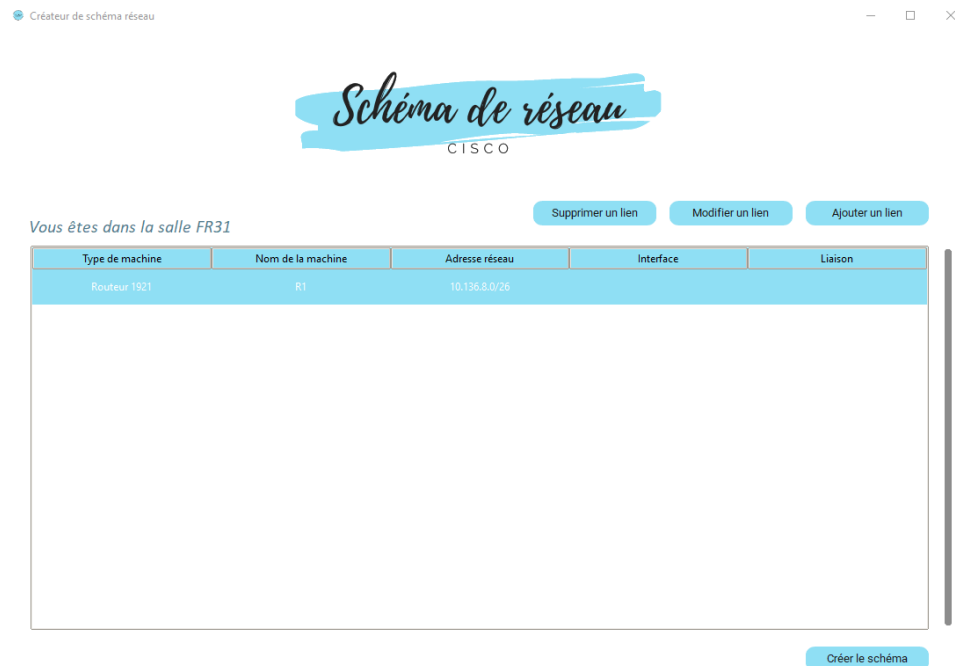 Créateur de schéma réseau
Schéma de réseau
CISCO
Supprimer un lien
Modifier un lien
Ajouter un lien
Vous êtes dans la salle FR31
Type de machine
Nom de la machine
Adresse réseau
Interface
Liaison
Routeur 1921
R1
10.136.8.0/26
Créer le schéma